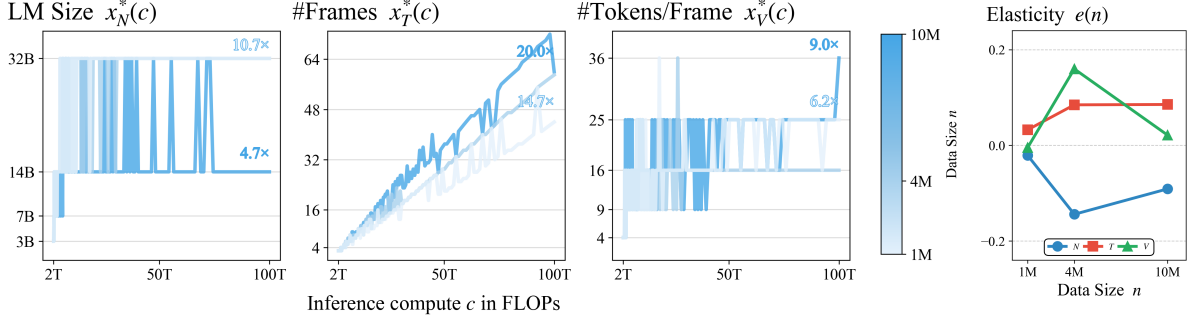 LM Size x*_N(c)
10.7×
4.7×
32B
14B
7B
3B
2T 50T 100T
#Frames x*_T(c)
20.0×
14.7×
64
48
32
16
4
2T 50T 100T
#Tokens/Frame x*_V(c)
9.0×
6.2×
36
25
16
9
4
2T 50T 100T
Inference compute c in FLOPs
10M
4M
1M
Data Size n
Elasticity e(n)
0.2
0.0
−0.2
N T V
1M 4M 10M
Data Size n